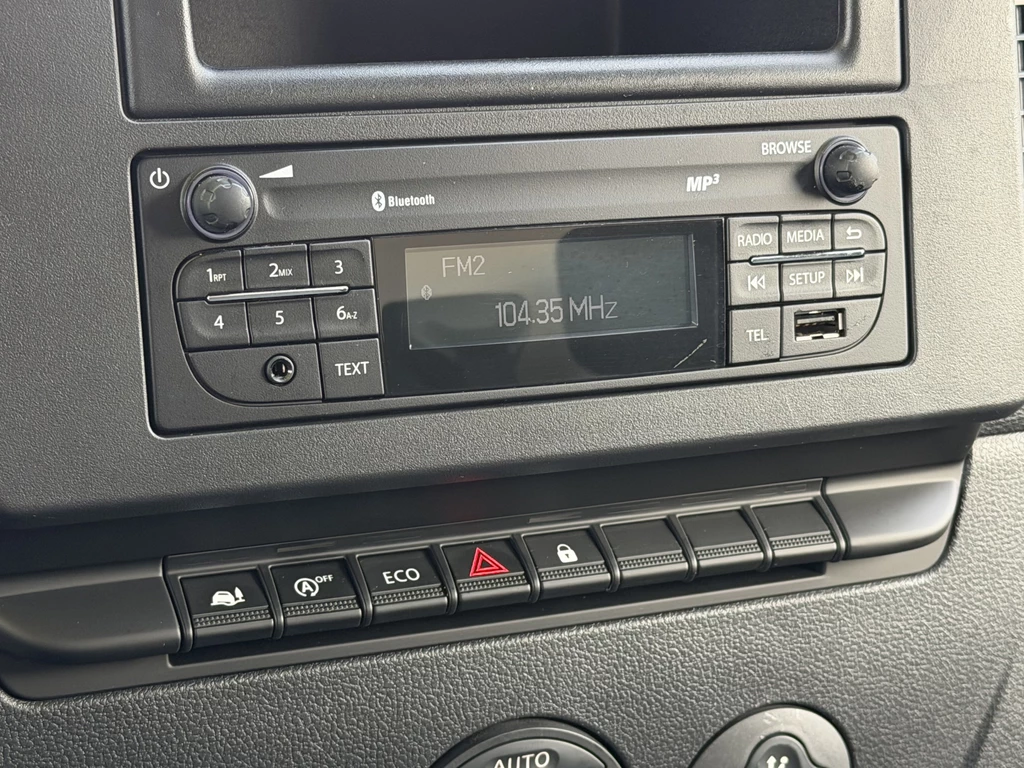 BROWSE
Bluetooth
MP3
1RPT 2MIX 3
4 5 6A-Z
TEXT
FM2
104.35 MHz
RADIO MEDIA
SETUP
TEL
A OFF
ECO
AUTO